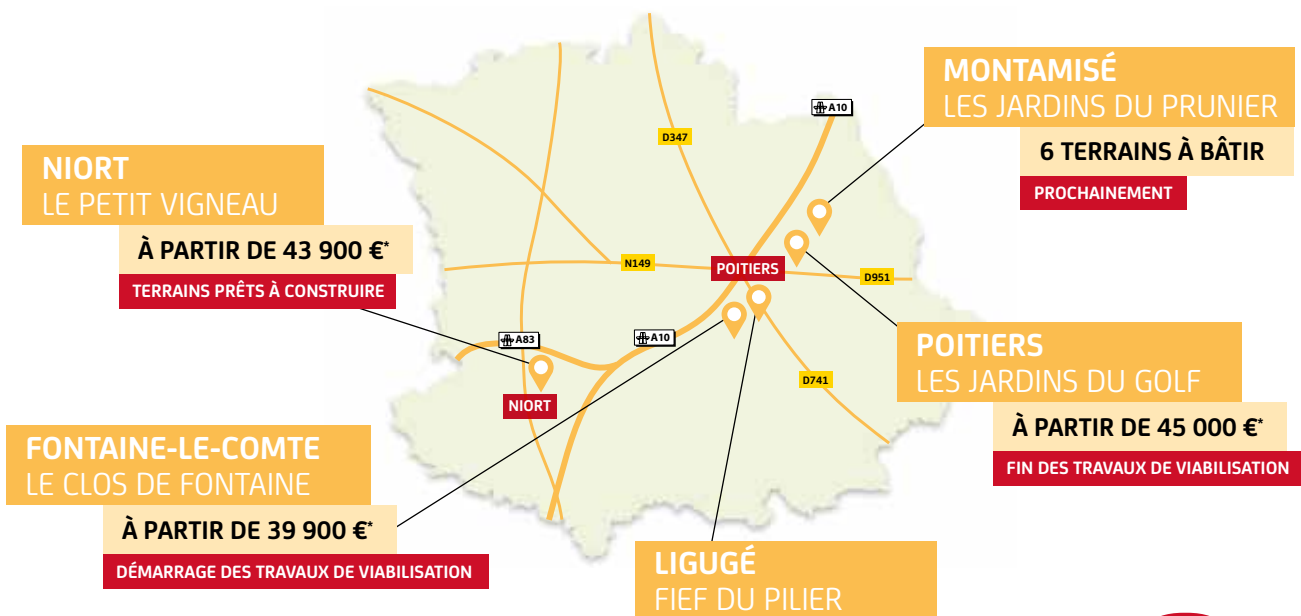 MONTAMISÉ
LES JARDINS DU PRUNIER
6 TERRAINS À BÂTIR
PROCHAINEMENT
A10
D347
NIORT
LE PETIT VIGNEAU
À PARTIR DE 43 900 €*
TERRAINS PRÊTS À CONSTRUIRE
N149
POITIERS
D951
A83
A10
D741
NIORT
POITIERS
LES JARDINS DU GOLF
À PARTIR DE 45 000 €*
FIN DES TRAVAUX DE VIABILISATION
FONTAINE-LE-COMTE
LE CLOS DE FONTAINE
À PARTIR DE 39 900 €*
DÉMARRAGE DES TRAVAUX DE VIABILISATION
LIGUGÉ
FIEF DU PILIER